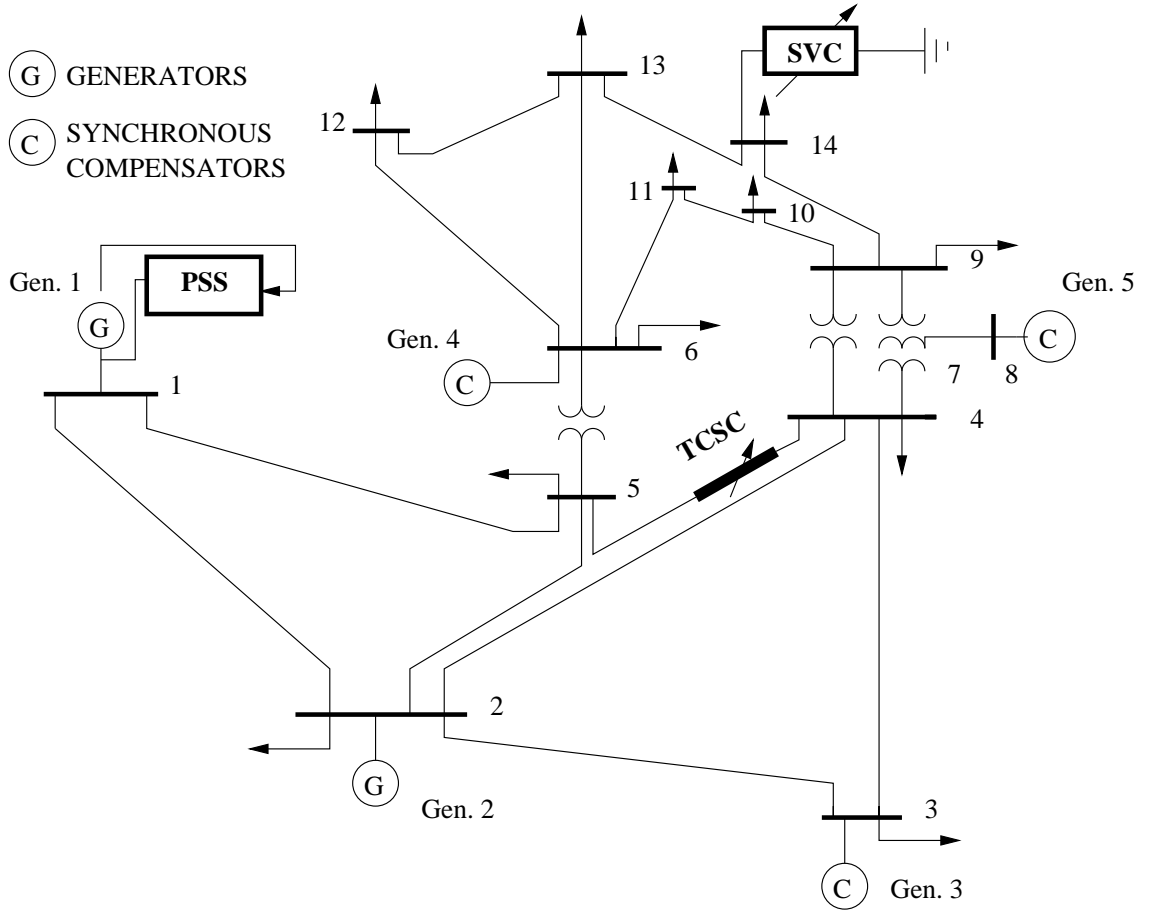 G GENERATORS
C SYNCHRONOUS
COMPENSATORS
SVC
13
12
14
11
10
9
Gen. 1
PSS
G
Gen. 5
C
Gen. 4
C
6
7
8
1
4
TCSC
5
2
G
Gen. 2
3
C
Gen. 3